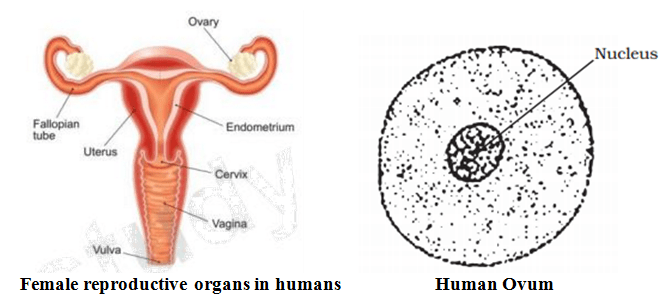 Ovary
Fallopian
tube
Uterus
Endometrium
Cervix
Vagina
Vulva
Female reproductive organs in humans
Nucleus
Human Ovum